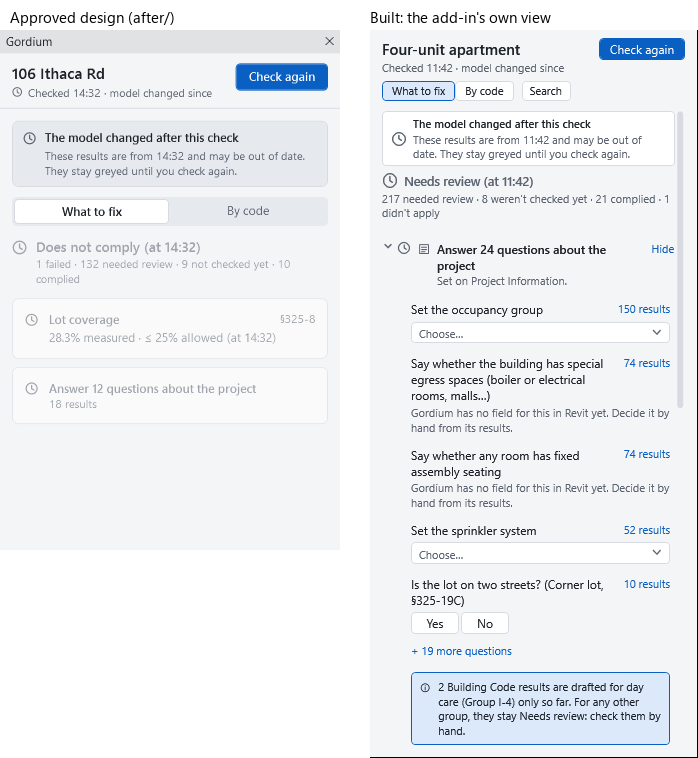 Approved design (after/)
Gordium
106 Ithaca Rd
Check again
Checked 14:32 · model changed since
The model changed after this check
These results are from 14:32 and may be out of date.
They stay greyed until you check again.
What to fix
By code
Does not comply (at 14:32)
1 failed · 132 needed review · 9 not checked yet · 10
complied
Lot coverage
§325-8
28.3% measured · ≤ 25% allowed (at 14:32)
Answer 12 questions about the project
18 results
Built: the add-in's own view
Four-unit apartment
Check again
Checked 11:42 · model changed since
What to fix
By code
Search
The model changed after this check
These results are from 11:42 and may be out of
date. They stay greyed until you check again.
Needs review (at 11:42)
217 needed review · 8 weren't checked yet · 21 complied · 1
didn't apply
Answer 24 questions about the
project
Hide
Set on Project Information.
Set the occupancy group
150 results
Choose...
Say whether the building has special
egress spaces (boiler or electrical
rooms, malls...)
74 results
Gordium has no field for this in Revit yet. Decide it by
hand from its results.
Say whether any room has fixed
assembly seating
74 results
Gordium has no field for this in Revit yet. Decide it by
hand from its results.
Set the sprinkler system
52 results
Choose...
Is the lot on two streets? (Corner lot,
§325-19C)
10 results
Yes
No
+ 19 more questions
2 Building Code results are drafted for day
care (Group I-4) only so far. For any other
group, they stay Needs review: check them by
hand.